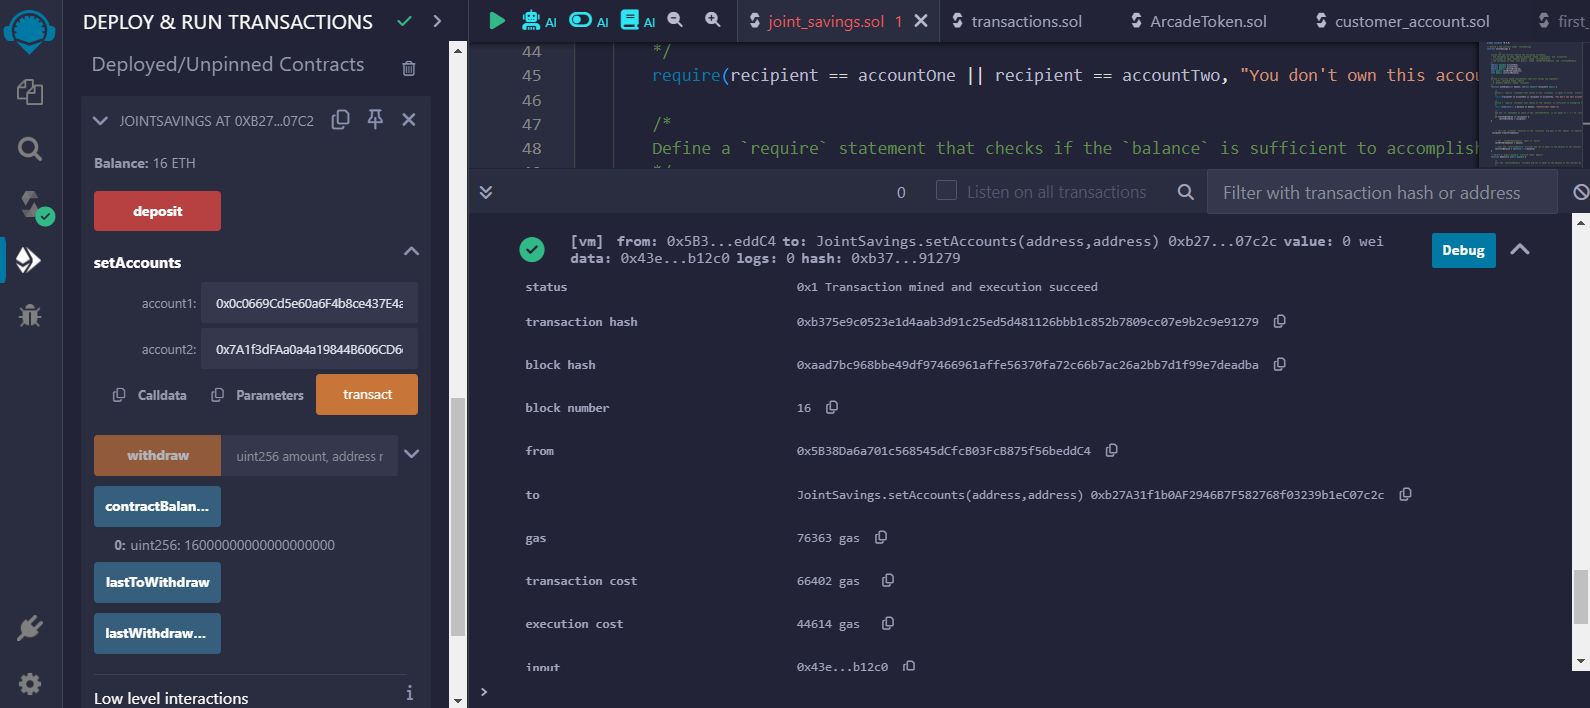 DEPLOY & RUN TRANSACTIONS
Deployed/Unpinned Contracts
JOINTSAVINGS AT 0XB27...07C2
Balance: 16 ETH
deposit
setAccounts
account1: 0x0c0669Cd5e60a6F4b8ce437E4a
account2: 0x7A1f3dFAa0a4a19844B606CD6
Calldata Parameters transact
withdraw uint256 amount, address r
contractBalan...
0: uint256: 16000000000000000000
lastToWithdraw
lastWithdraw...
Low level interactions
i
AI AI AI
joint_savings.sol 1
transactions.sol
ArcadeToken.sol
customer_account.sol
first_
44 */
45 require(recipient == accountOne || recipient == accountTwo, "You don't own this accou
46
47 /*
48 Define a `require` statement that checks if the `balance` is sufficient to accomplish
0 Listen on all transactions Filter with transaction hash or address
[vm] from: 0x5B3...eddC4 to: JointSavings.setAccounts(address,address) 0xb27...07c2c value: 0 wei
data: 0x43e...b12c0 logs: 0 hash: 0xb37...91279
Debug
status 0x1 Transaction mined and execution succeed
transaction hash 0xb375e9c0523e1d4aab3d91c25ed5d481126bbb1c852b7809cc07e9b2c9e91279
block hash 0xaad7bc968bbe49df97466961affe56370fa72c66b7ac26a2bb7d1f99e7deadba
block number 16
from 0x5B38Da6a701c568545dCfcB03FcB875f56beddC4
to JointSavings.setAccounts(address,address) 0xb27A31f1b0AF2946B7F582768f03239b1eC07c2c
gas 76363 gas
transaction cost 66402 gas
execution cost 44614 gas
input 0x43e...b12c0
>